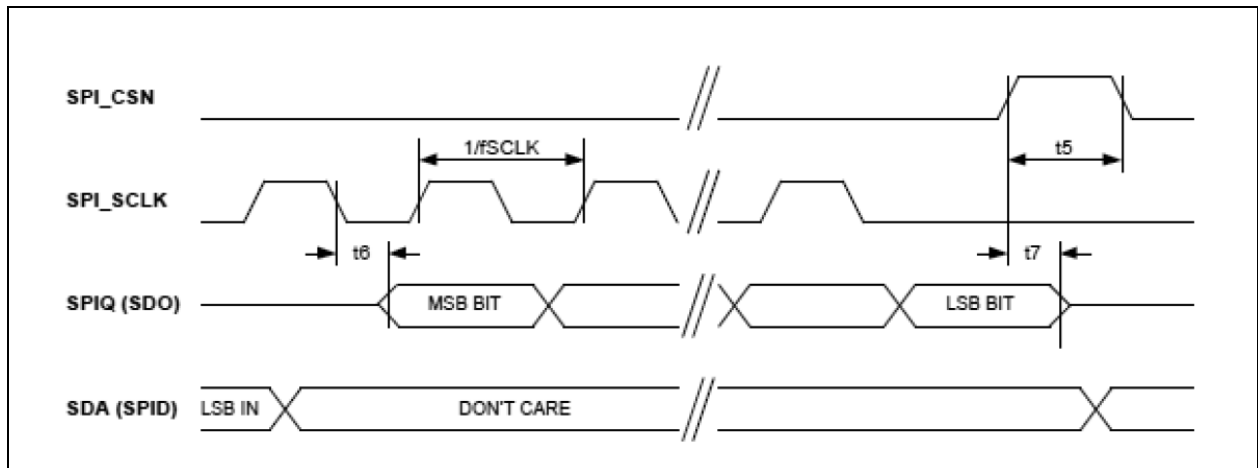 SPI_CSN
t5
1/fSCLK
SPI_SCLK
t6
t7
SPIQ (SDO)
MSB BIT
LSB BIT
SDA (SPID)
LSB IN
DON'T CARE